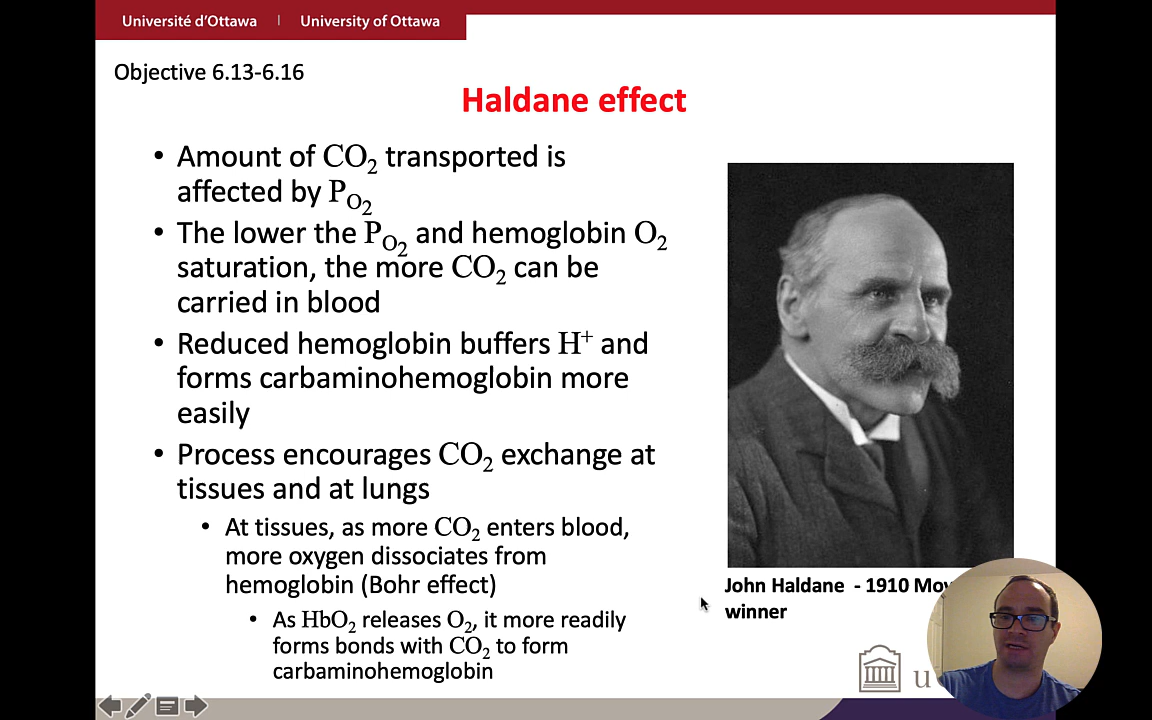 Université d'Ottawa | University of Ottawa
Objective 6.13-6.16
Haldane effect
• Amount of CO₂ transported is
affected by P_O₂
• The lower the P_O₂ and hemoglobin O₂
saturation, the more CO₂ can be
carried in blood
• Reduced hemoglobin buffers H⁺ and
forms carbaminohemoglobin more
easily
• Process encourages CO₂ exchange at
tissues and at lungs
• At tissues, as more CO₂ enters blood,
more oxygen dissociates from
hemoglobin (Bohr effect)
• As HbO₂ releases O₂, it more readily
forms bonds with CO₂ to form
carbaminohemoglobin
John Haldane - 1910
winner